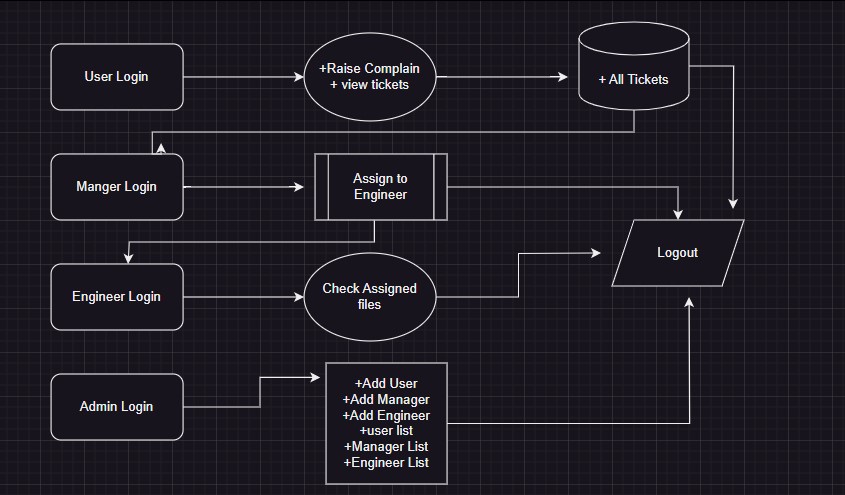 User Login
+Raise Complain
+ view tickets
+ All Tickets
Manger Login
Assign to
Engineer
Logout
Engineer Login
Check Assigned
files
Admin Login
+Add User
+Add Manager
+Add Engineer
+user list
+Manager List
+Engineer List